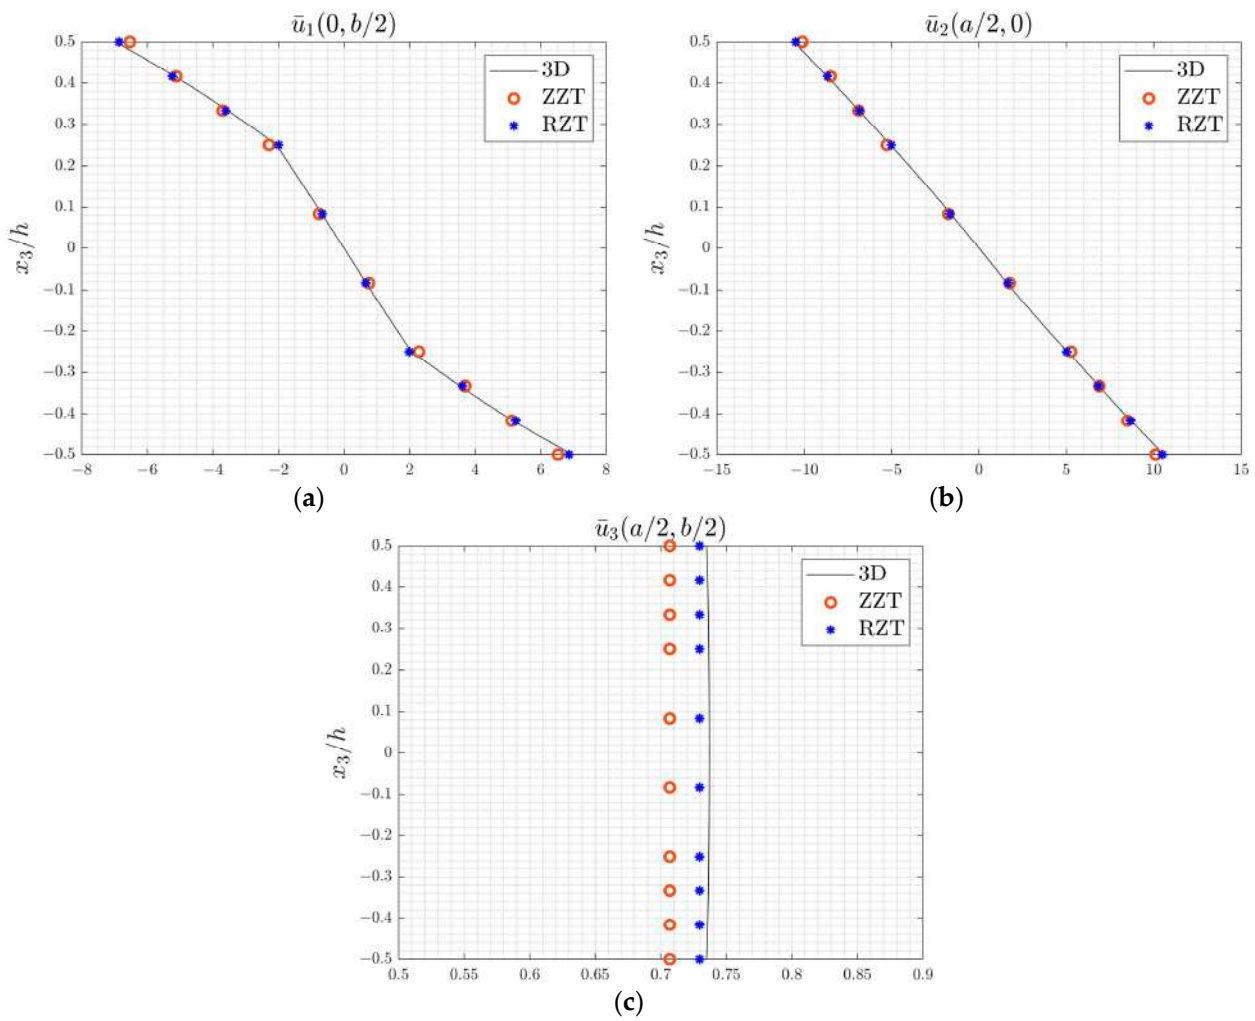 ū₁(0, b/2)
3D
ZZT
RZT
x₃/h
0.5
0.4
0.3
0.2
0.1
0
−0.1
−0.2
−0.3
−0.4
−0.5
−8 −6 −4 −2 0 2 4 6 8
(a)
ū₂(a/2, 0)
3D
ZZT
RZT
x₃/h
0.5
0.4
0.3
0.2
0.1
0
−0.1
−0.2
−0.3
−0.4
−0.5
−15 −10 −5 0 5 10 15
(b)
ū₃(a/2, b/2)
3D
ZZT
RZT
x₃/h
0.5
0.4
0.3
0.2
0.1
0
−0.1
−0.2
−0.3
−0.4
−0.5
0.5 0.55 0.6 0.65 0.7 0.75 0.8 0.85 0.9
(c)